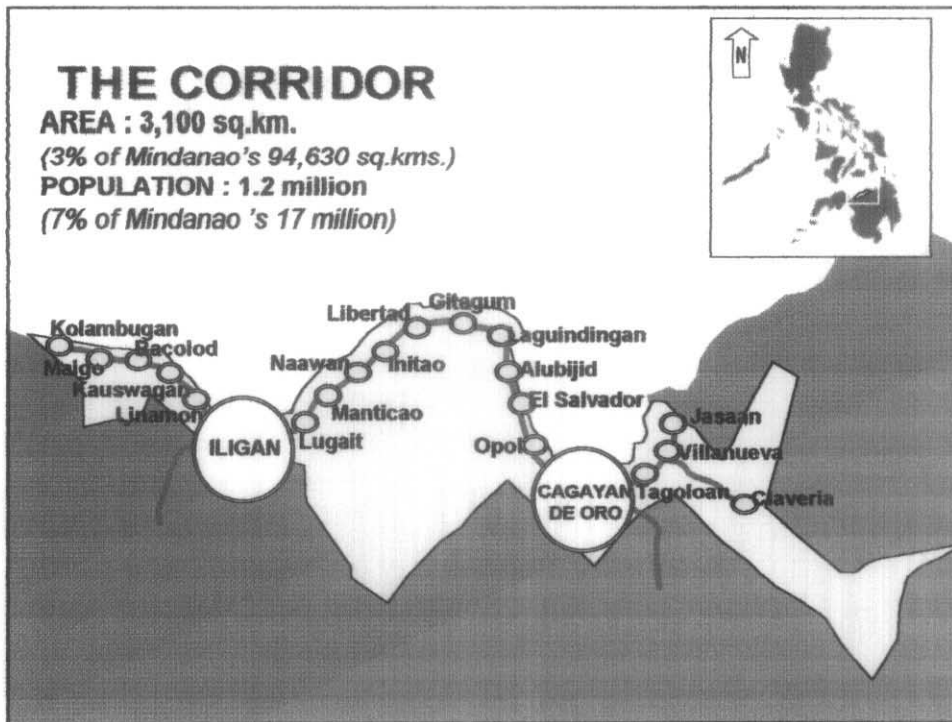 N
THE CORRIDOR
AREA : 3,100 sq.km.
(3% of Mindanao's 94,630 sq.kms.)
POPULATION : 1.2 million
(7% of Mindanao 's 17 million)
Kolambugan
Maigo
Bacolod
Kauswagan
Linamon
ILIGAN
Lugait
Manticao
Naawan
Initao
Libertad
Gitagum
Laguindingan
Alubijid
El Salvador
Opol
CAGAYAN
DE ORO
Tagoloan
Villanueva
Jasaan
Claveria